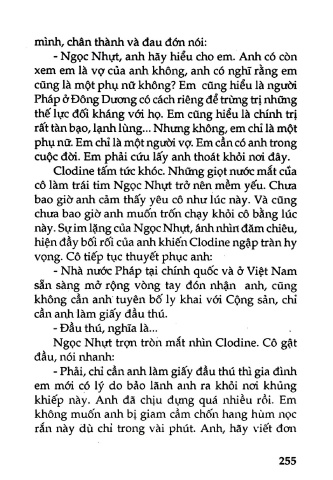 mình, chân thành và đau đớn nói:
- Ngọc Nhựt, anh hãy hiểu cho em. Anh có còn
xem em là vợ của anh không, anh có nghĩ rằng em
cũng là một phụ nữ không? Em cũng hiểu là người
Pháp ở Đông Dương có cách riêng để trừng trị những
thế lực đối kháng với họ. Em cũng hiểu là chính trị
rất tàn bạo, lạnh lùng... Nhưng không, em chỉ là một
phụ nữ. Em chỉ là một người vợ. Em cần có anh trong
cuộc đời. Em phải cứu lấy anh thoát khỏi nơi đây.
Clodine tấm tức khóc. Những giọt nước mắt của
cô làm trái tim Ngọc Nhựt trở nên mềm yếu. Chưa
bao giờ anh cảm thấy yêu cô như lúc này. Và cũng
chưa bao giờ anh muốn trốn chạy khỏi cô bằng lúc
này. Sự im lặng của Ngọc Nhựt, ánh nhìn đăm chiêu,
hiện đầy bối rối của anh khiến Clodine ngập tràn hy
vọng. Cô tiếp tục thuyết phục anh:
- Nhà nước Pháp tại chính quốc và ở Việt Nam
sẵn sàng mở rộng vòng tay đón nhận anh, cũng
không cần anh tuyên bố ly khai với Cộng sản, chỉ
cần anh làm giấy đầu thú.
- Đầu thú, nghĩa là...
Ngọc Nhựt trợn tròn mắt nhìn Clodine. Cô gật
đầu, nói nhanh:
- Phải, chỉ cần anh làm giấy đầu thú thì gia đình
em mới có lý do bảo lãnh anh ra khỏi nơi khủng
khiếp này. Anh đã chịu đựng quá nhiều rồi. Em
không muốn anh bị giam cầm chốn hang hùm nọc
rắn này dù chỉ trong vài phút. Anh, hãy viết đơn
255